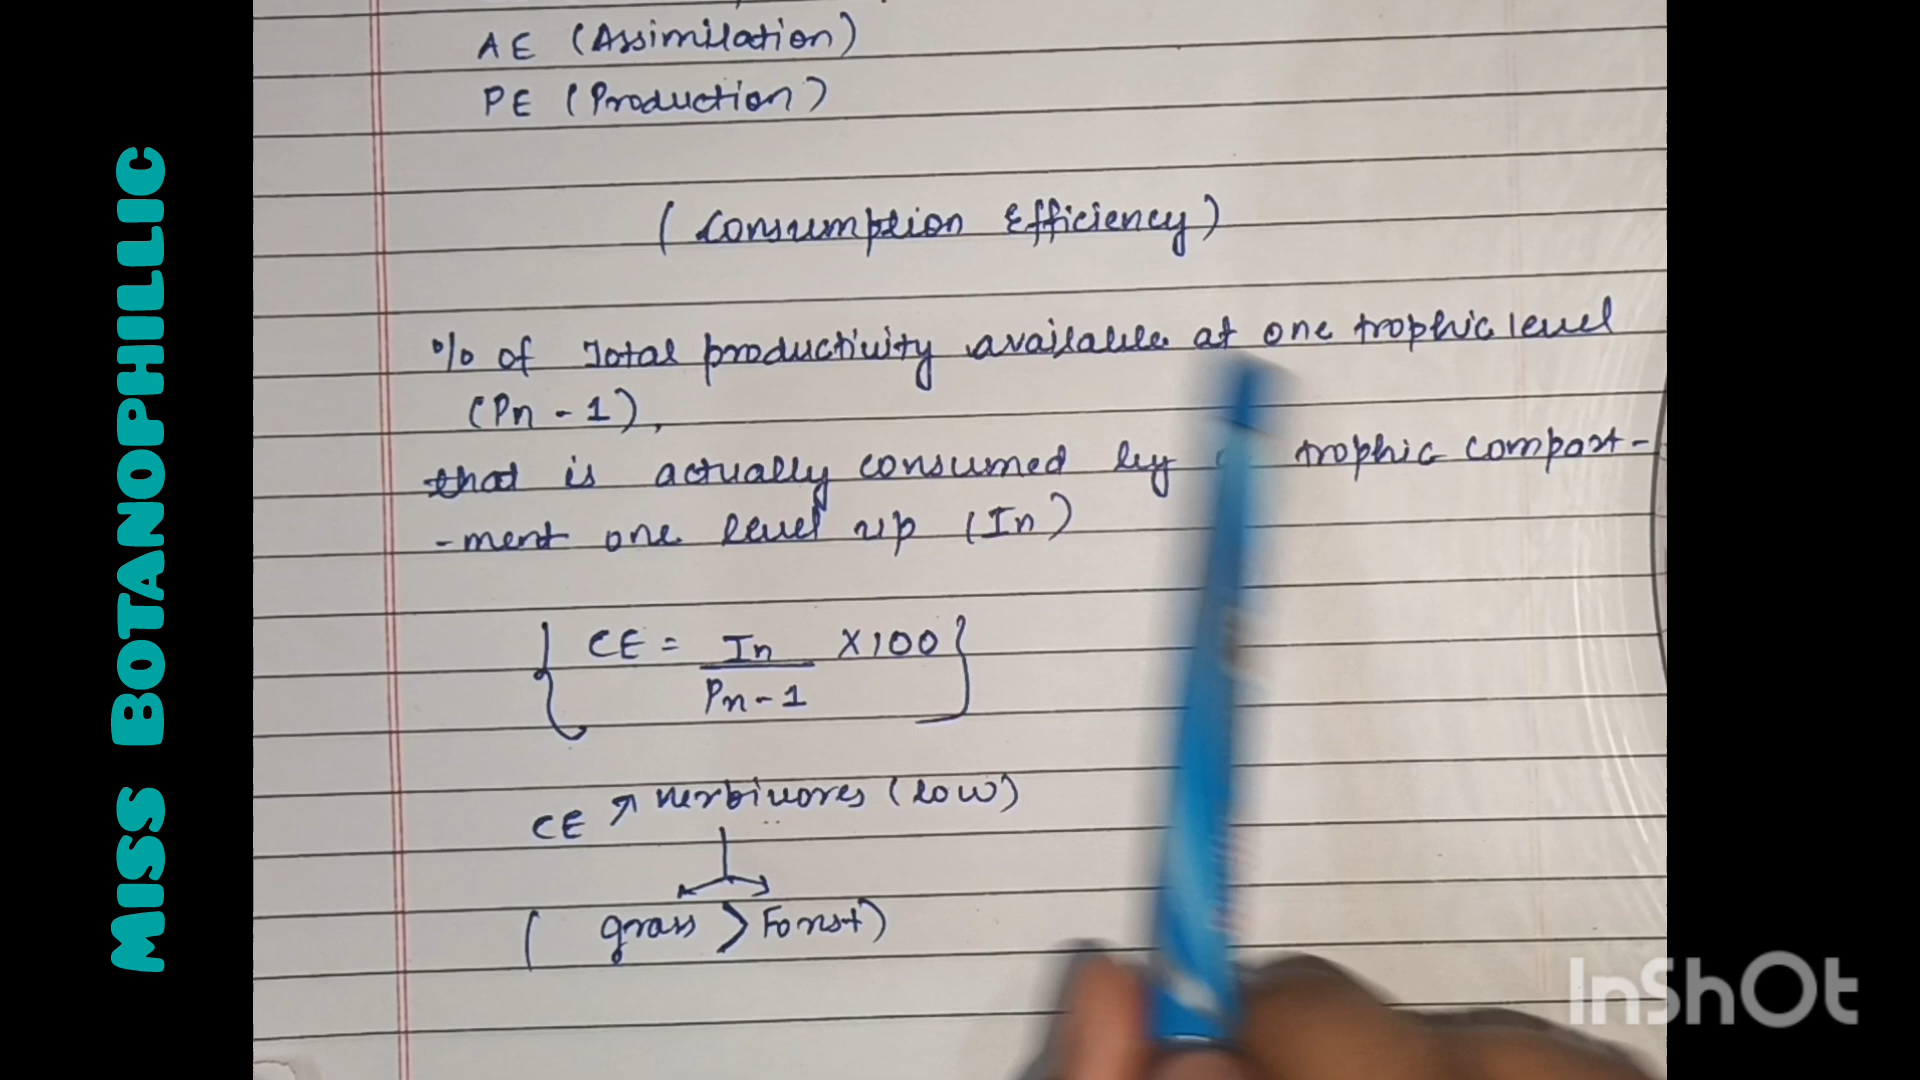 AE (Assimilation)
PE (Production)
(Consumption Efficiency)
% of Total productivity available at one trophic level
(Pn - 1),
that is actually consumed by trophic compart-
-ment one level up (In)
CE = In X100
Pn-1
CE ↗ Herbivores (low)
( grass > Forest)
MISS BOTANOPHILLIC
InShOt